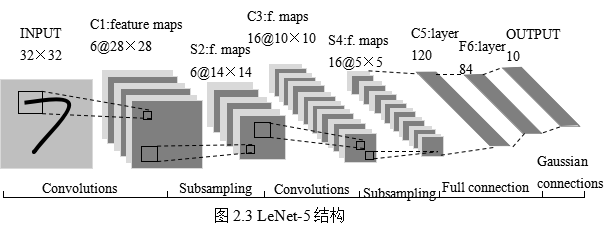 INPUT
32×32
C1:feature maps
6@28×28
S2:f. maps
6@14×14
C3:f. maps
16@10×10
S4:f. maps
16@5×5
C5:layer
120
F6:layer
84
OUTPUT
10
Convolutions
Subsampling
Convolutions
Subsampling
Full connection
Gaussian
connections
图 2.3 LeNet-5 结构